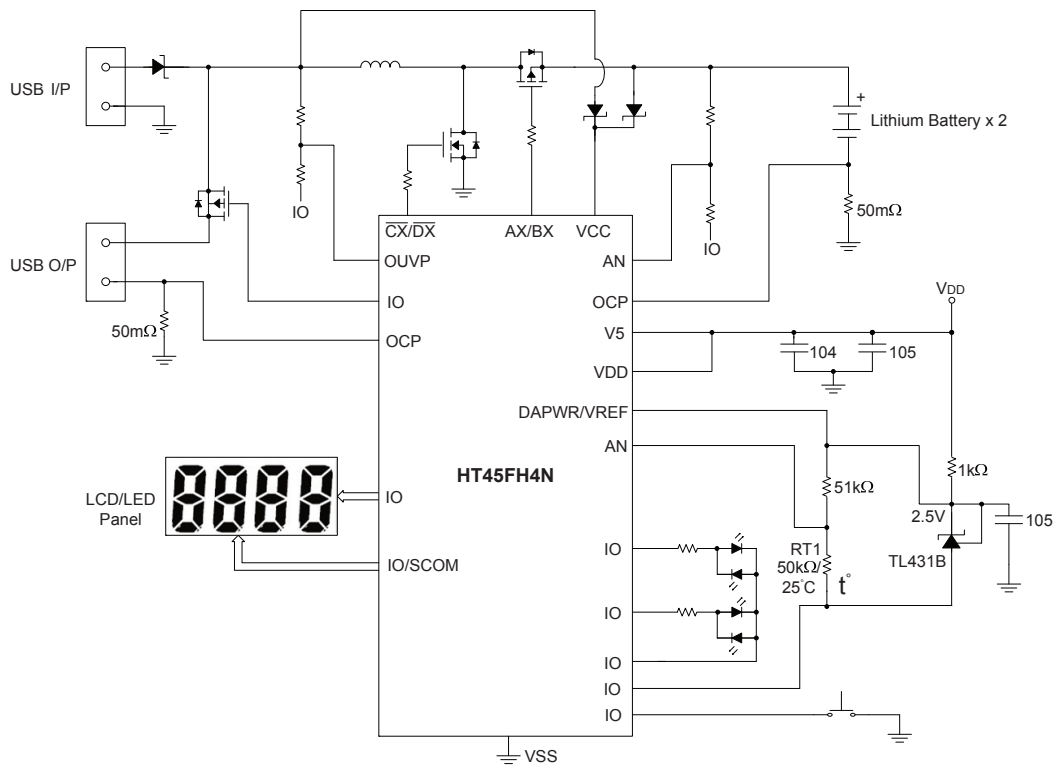 USB I/P
Lithium Battery x 2
50mΩ
IO
IO
C̅X̅/D̅X̅
AX/BX
VCC
USB O/P
OUVP
AN
IO
OCP
VDD
50mΩ
OCP
V5
104
105
VDD
DAPWR/VREF
AN
HT45FH4N
LCD/LED
Panel
8888
IO
IO/SCOM
51kΩ
1kΩ
2.5V
105
TL431B
IO
RT1
50kΩ/
25°C
t°
IO
IO
IO
IO
VSS